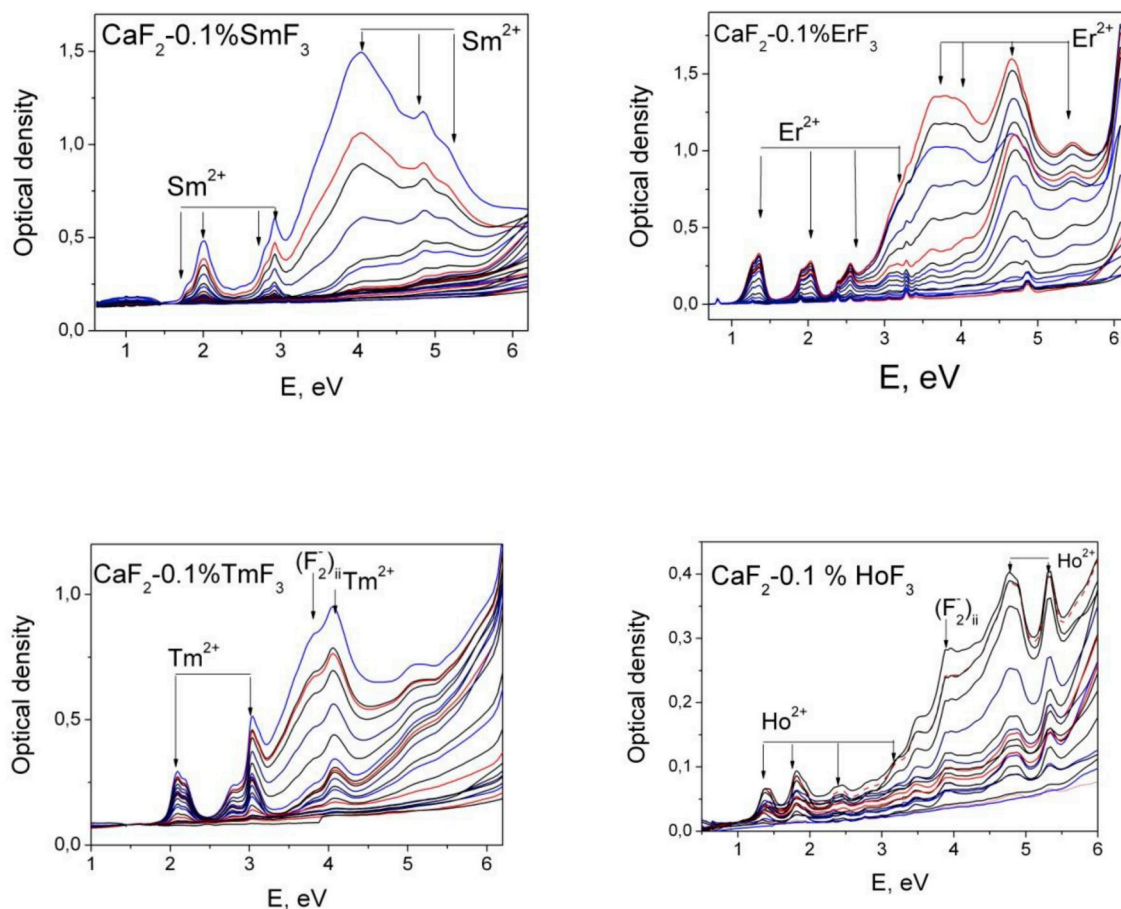 CaF2-0.1%SmF3
Sm2+
Sm2+
Optical density
1,5
1,0
0,5
0,0
1 2 3 4 5 6
E, eV
CaF2-0.1%ErF3
Er2+
Er2+
Optical density
1,5
1,0
0,5
0,0
1 2 3 4 5 6
E, eV
CaF2-0.1%TmF3
(F2-)ii
Tm2+
Tm2+
Optical density
1,0
0,5
0,0
1 2 3 4 5 6
E, eV
CaF2-0.1 % HoF3
Ho2+
(F2-)ii
Ho2+
Optical density
0,4
0,3
0,2
0,1
0,0
1 2 3 4 5 6
E, eV